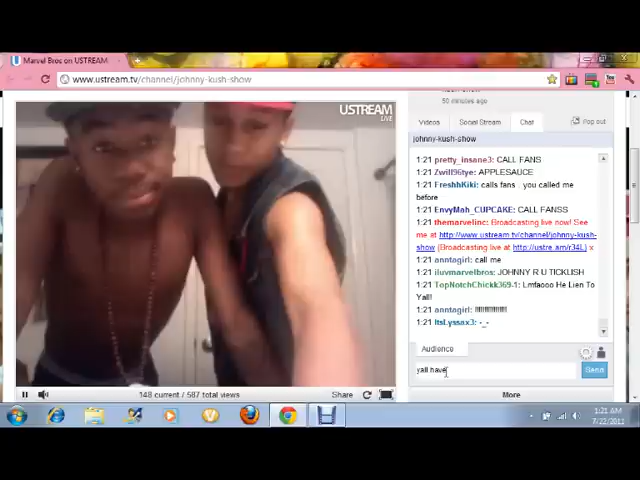 Marvel Bros on USTREAM
www.ustream.tv/channel/johnny-kush-show
50 minutes ago
USTREAM
LIVE
Videos
Social Stream
Chat
Pop out
johnny-kush-show
1:21 pretty_insane3: CALL FANS
1:21 Zwill96tye: APPLESAUCE
1:21 FreshhKiki: calls fans . you called me
before
1:21 EnvyMah_CUPCAKE: CALL FANSS
1:21 themarvelinc: Broadcasting live now! See
me at http://www.ustream.tv/channel/johnny-kush-
show (Broadcasting live at http://ustre.am/r34L) x
1:21 anntagirl: call me
1:21 iluvmarvelbros: JOHNNY R U TICKLISH
1:21 TopNotchChickk369-1: Lmfaooo He Lien To
Yall!
1:21 anntagirl: !!!!!!!!!!!!!!!!
1:21 ItsLyssax3: -_-
Audience
yall have
Send
148 current / 587 total views
Share
More
1:21 AM
7/22/2011